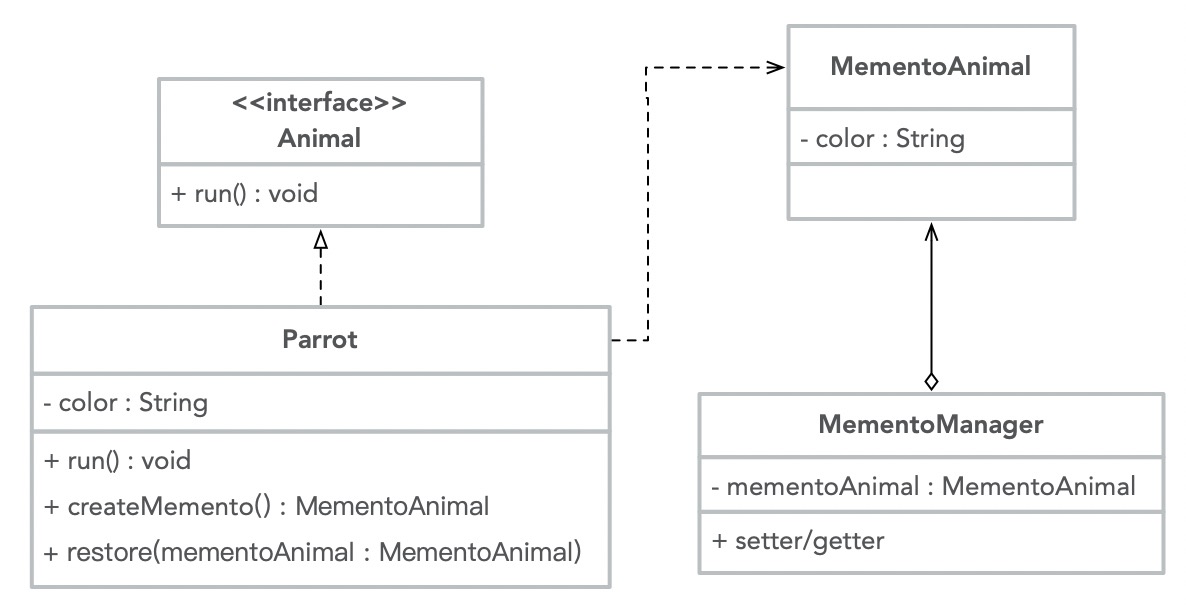 <<interface>>
Animal
+ run() : void
Parrot
- color : String
+ run() : void
+ createMemento() : MementoAnimal
+ restore(mementoAnimal : MementoAnimal)
MementoAnimal
- color : String
MementoManager
- mementoAnimal : MementoAnimal
+ setter/getter